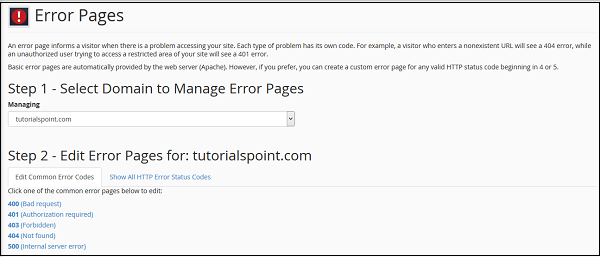 Error Pages
An error page informs a visitor when there is a problem accessing your site. Each type of problem has its own code. For example, a visitor who enters a nonexistent URL will see a 404 error, while
an unauthorized user trying to access a restricted area of your site will see a 401 error.
Basic error pages are automatically provided by the web server (Apache). However, if you prefer, you can create a custom error page for any valid HTTP status code beginning in 4 or 5.
Step 1 - Select Domain to Manage Error Pages
Managing
tutorialspoint.com
Step 2 - Edit Error Pages for: tutorialspoint.com
Edit Common Error Codes Show All HTTP Error Status Codes
Click one of the common error pages below to edit:
400 (Bad request)
401 (Authorization required)
403 (Forbidden)
404 (Not found)
500 (Internal server error)